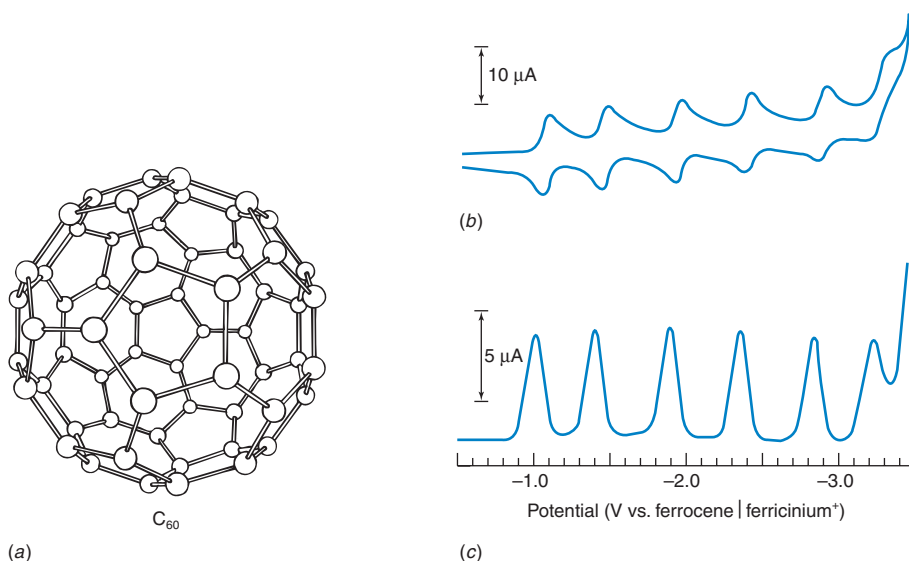 C₆₀
(a)
10 μA
(b)
5 μA
−1.0 −2.0 −3.0
Potential (V vs. ferrocene | ferricinium⁺)
(c)